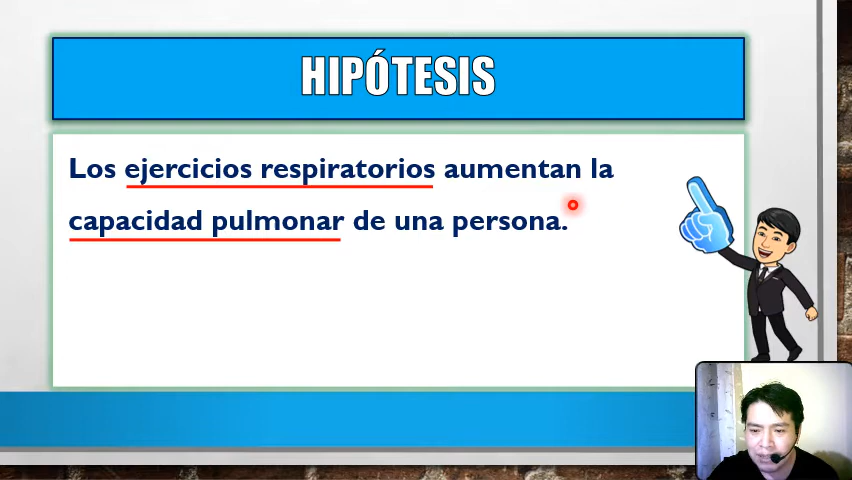 HIPÓTESIS
Los ejercicios respiratorios aumentan la
capacidad pulmonar de una persona.